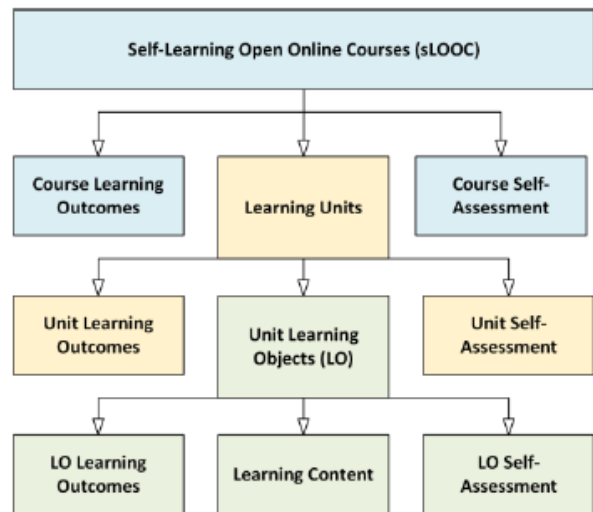 Self-Learning Open Online Courses (sLOOC)
Course Learning
Outcomes
Learning Units
Course Self-
Assessment
Unit Learning
Outcomes
Unit Learning
Objects (LO)
Unit Self-
Assessment
LO Learning
Outcomes
Learning Content
LO Self-
Assessment